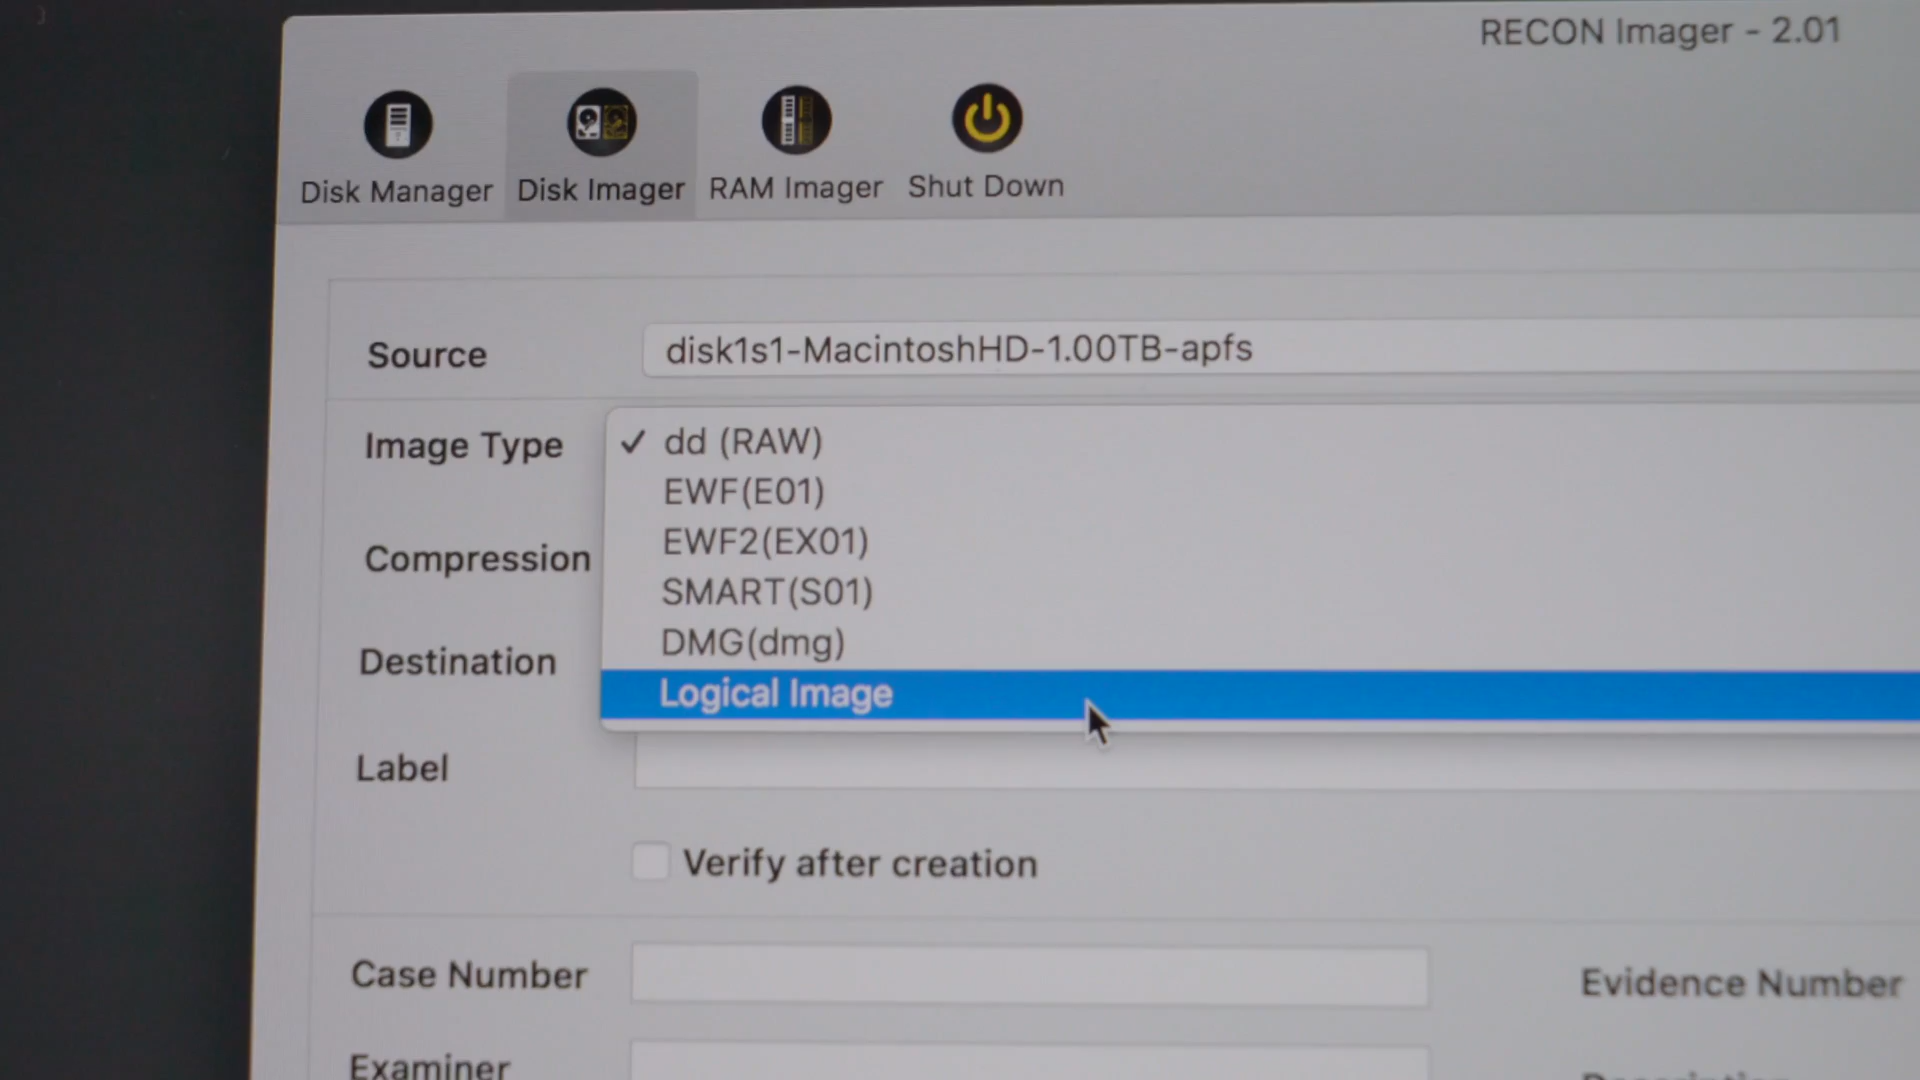 RECON Imager - 2.01
Disk Manager
Disk Imager
RAM Imager
Shut Down
Source
disk1s1-MacintoshHD-1.00TB-apfs
Image Type
✓ dd (RAW)
EWF(E01)
EWF2(EX01)
SMART(S01)
DMG(dmg)
Logical Image
Compression
Destination
Label
Verify after creation
Case Number
Evidence Number
Examiner